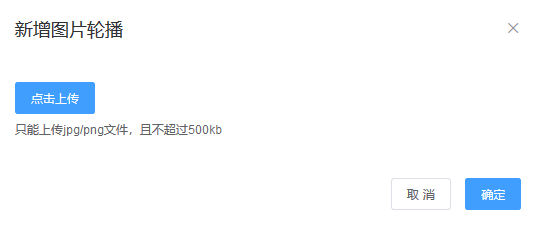 新增图片轮播
点击上传
只能上传jpg/png文件，且不超过500kb
取 消
确定